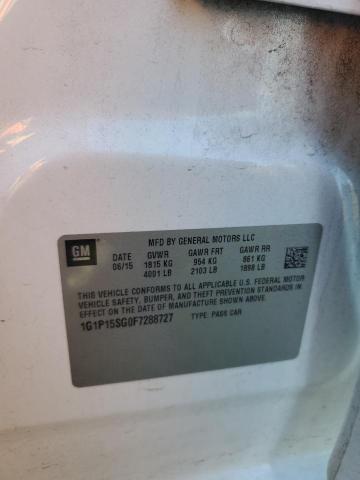 GM
MFD BY GENERAL MOTORS LLC
DATE GVWR GAWR FRT GAWR RR
06/15 1815 KG 954 KG 861 KG
4001 LB 2103 LB 1898 LB
THIS VEHICLE CONFORMS TO ALL APPLICABLE U.S. FEDERAL MOTOR
VEHICLE SAFETY, BUMPER, AND THEFT PREVENTION STANDARDS
IN EFFECT ON THE DATE OF MANUFACTURE SHOWN ABOVE.
1G1P15SG0F7288727 TYPE: PASS CAR